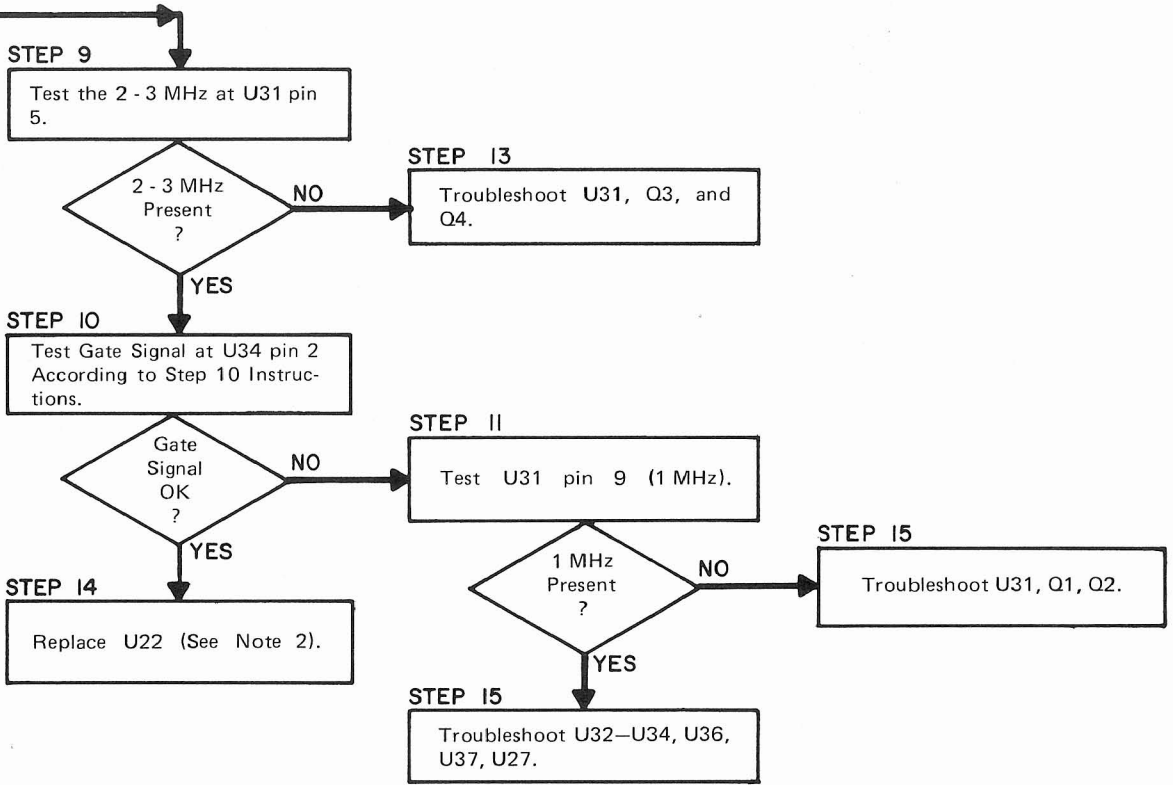 STEP 9
Test the 2 - 3 MHz at U31 pin
5.
2 - 3 MHz
Present
?
NO
STEP 13
Troubleshoot U31, Q3, and
Q4.
YES
STEP 10
Test Gate Signal at U34 pin 2
According to Step 10 Instruc-
tions.
Gate
Signal
OK
?
NO
STEP 11
Test U31 pin 9 (1 MHz).
YES
STEP 14
Replace U22 (See Note 2).
1 MHz
Present
?
NO
STEP 15
Troubleshoot U31, Q1, Q2.
YES
STEP 15
Troubleshoot U32—U34, U36,
U37, U27.